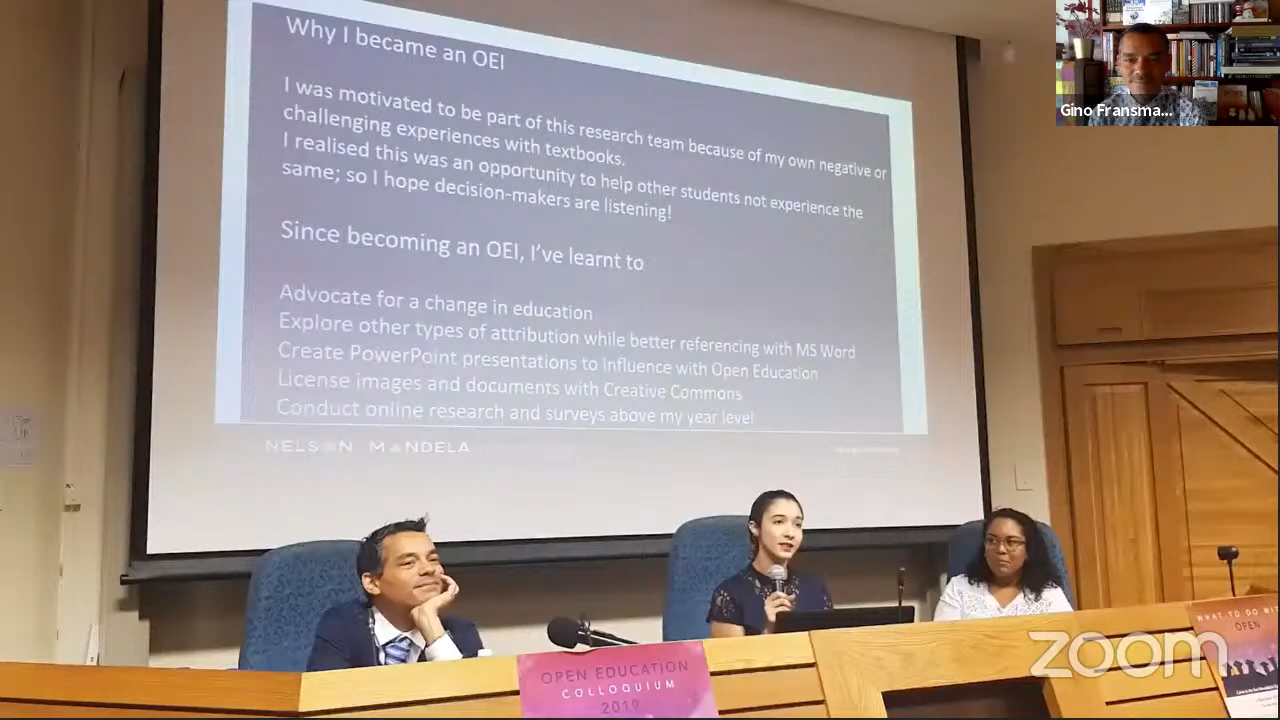 Why I became an OEI
I was motivated to be part of this research team because of my own negative or
challenging experiences with textbooks.
I realised this was an opportunity to help other students not experience the
same; so I hope decision-makers are listening!
Since becoming an OEI, I've learnt to
Advocate for a change in education
Explore other types of attribution while better referencing with MS Word
Create PowerPoint presentations to influence with Open Education
License images and documents with Creative Commons
Conduct online research and surveys above my year level
NELSON MANDELA
Gino Fransma...
OPEN EDUCATION
COLLOQUIUM
2019
WHAT TO DO WI
OPEN
zoom